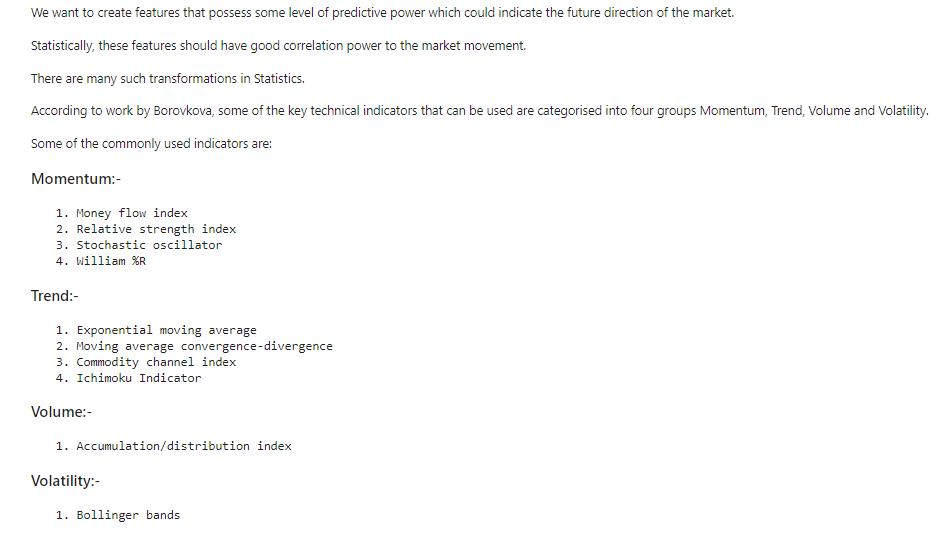 We want to create features that possess some level of predictive power which could indicate the future direction of the market.
Statistically, these features should have good correlation power to the market movement.
There are many such transformations in Statistics.
According to work by Borovkova, some of the key technical indicators that can be used are categorised into four groups Momentum, Trend, Volume and Volatility.
Some of the commonly used indicators are:
Momentum:-
1. Money flow index
2. Relative strength index
3. Stochastic oscillator
4. William %R
Trend:-
1. Exponential moving average
2. Moving average convergence-divergence
3. Commodity channel index
4. Ichimoku Indicator
Volume:-
1. Accumulation/distribution index
Volatility:-
1. Bollinger bands